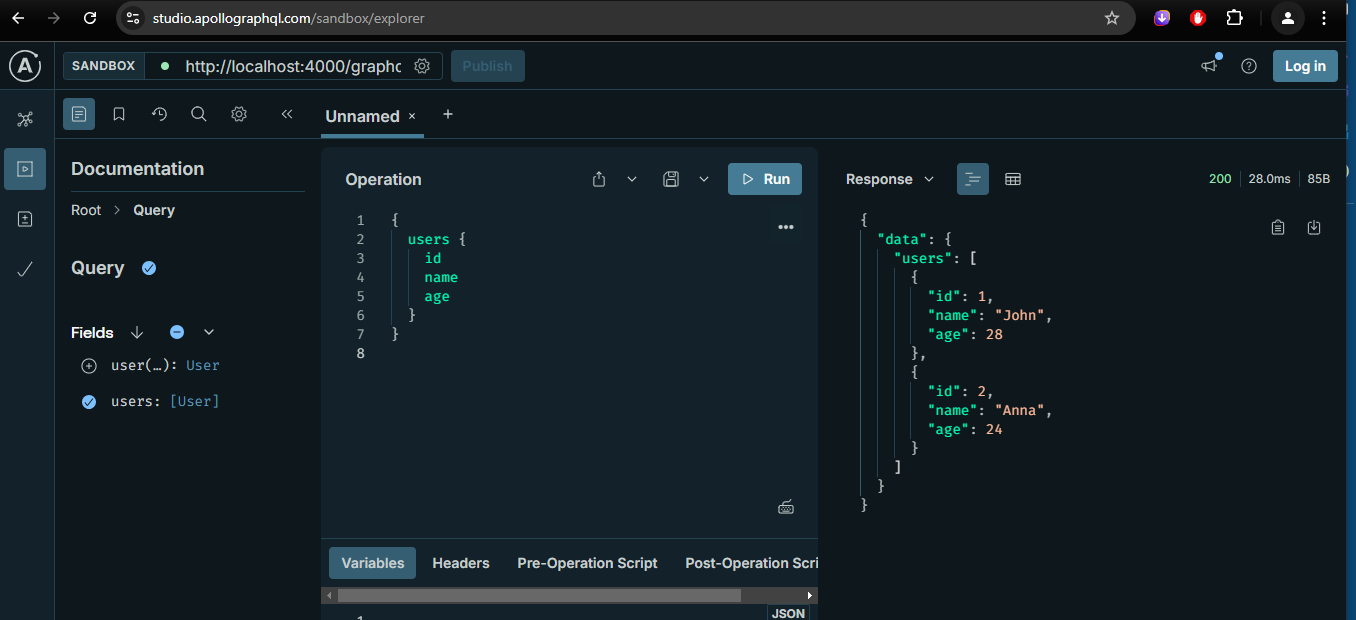 studio.apollographql.com/sandbox/explorer
SANDBOX
http://localhost:4000/graphc
Publish
Log in
Unnamed × +
Documentation
Root > Query
Query
Fields
user(…): User
users: [User]
Operation
Run
1 {
2 users {
3 id
4 name
5 age
6 }
7 }
8
Variables Headers Pre-Operation Script Post-Operation Scri
1
JSON
Response
200 28.0ms 85B
{
"data": {
"users": [
{
"id": 1,
"name": "John",
"age": 28
},
{
"id": 2,
"name": "Anna",
"age": 24
}
]
}
}